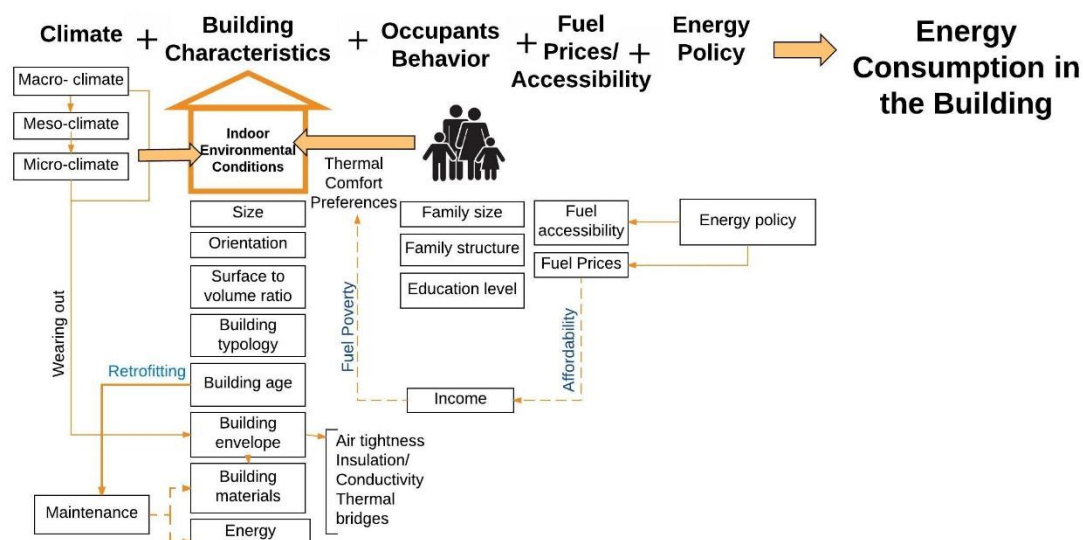 Climate
+
Building
Characteristics
+
Occupants
Behavior
+
Fuel
Prices/
Accessibility
+
Energy
Policy
Energy
Consumption in
the Building
Macro- climate
Meso-climate
Micro-climate
Indoor
Environmental
Conditions
Thermal
Comfort
Preferences
Size
Orientation
Surface to
volume ratio
Building
typology
Building age
Building
envelope
Building
materials
Energy
Family size
Family structure
Education level
Fuel
accessibility
Fuel Prices
Energy policy
Wearing out
Retrofitting
Fuel Poverty
Affordability
Income
Air tightness
Insulation/
Conductivity
Thermal
bridges
Maintenance